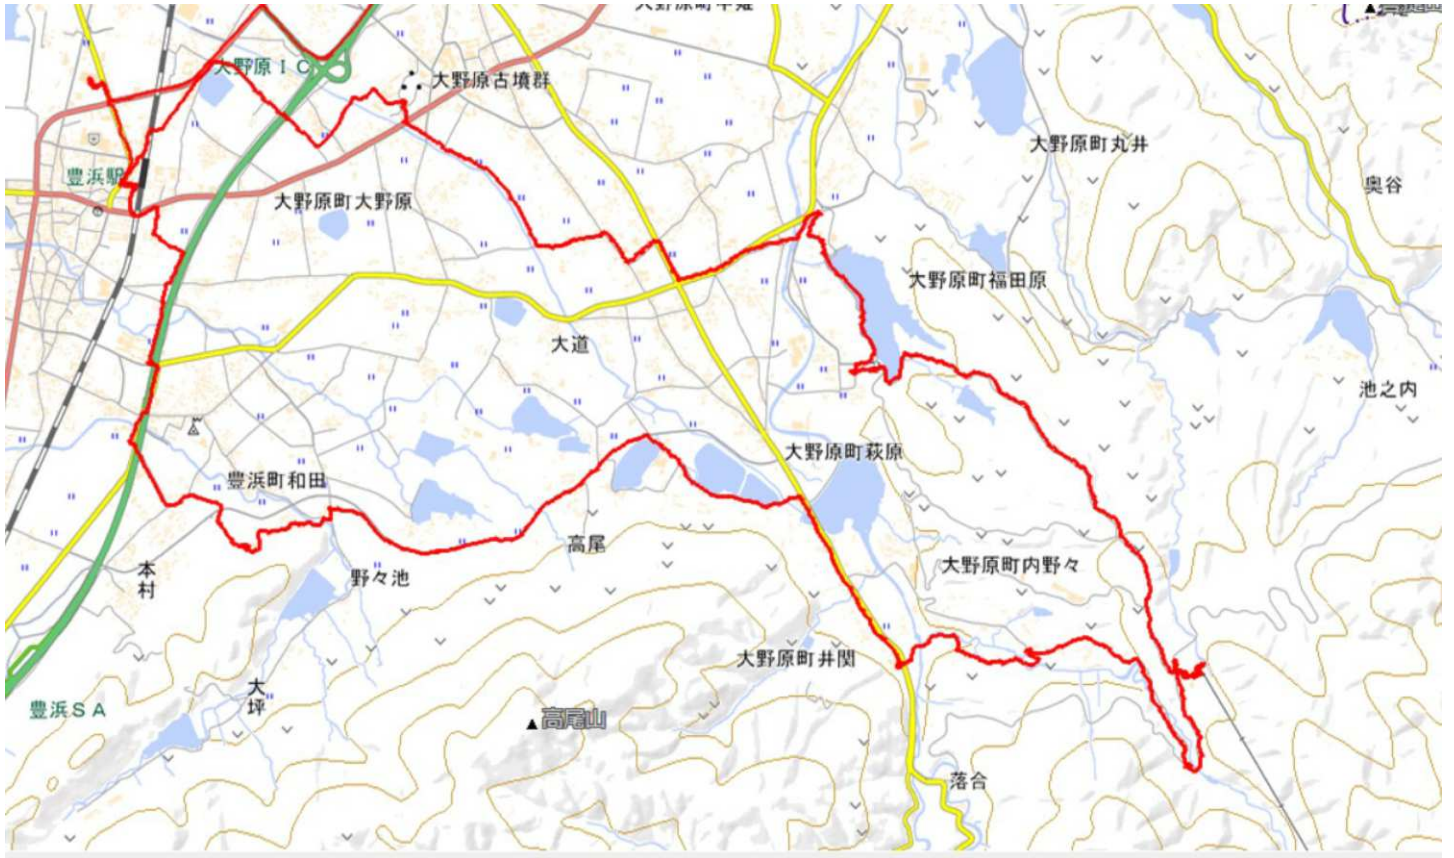 大野原ＩＣ
大野原古墳群
大野原町丸井
豊浜駅
奥谷
大野原町大野原
大野原町福田原
大道
池之内
大野原町萩原
豊浜町和田
高尾
大野原町内野々
本村
野々池
大野原町井関
大坪
豊浜ＳＡ
高尾山
落合